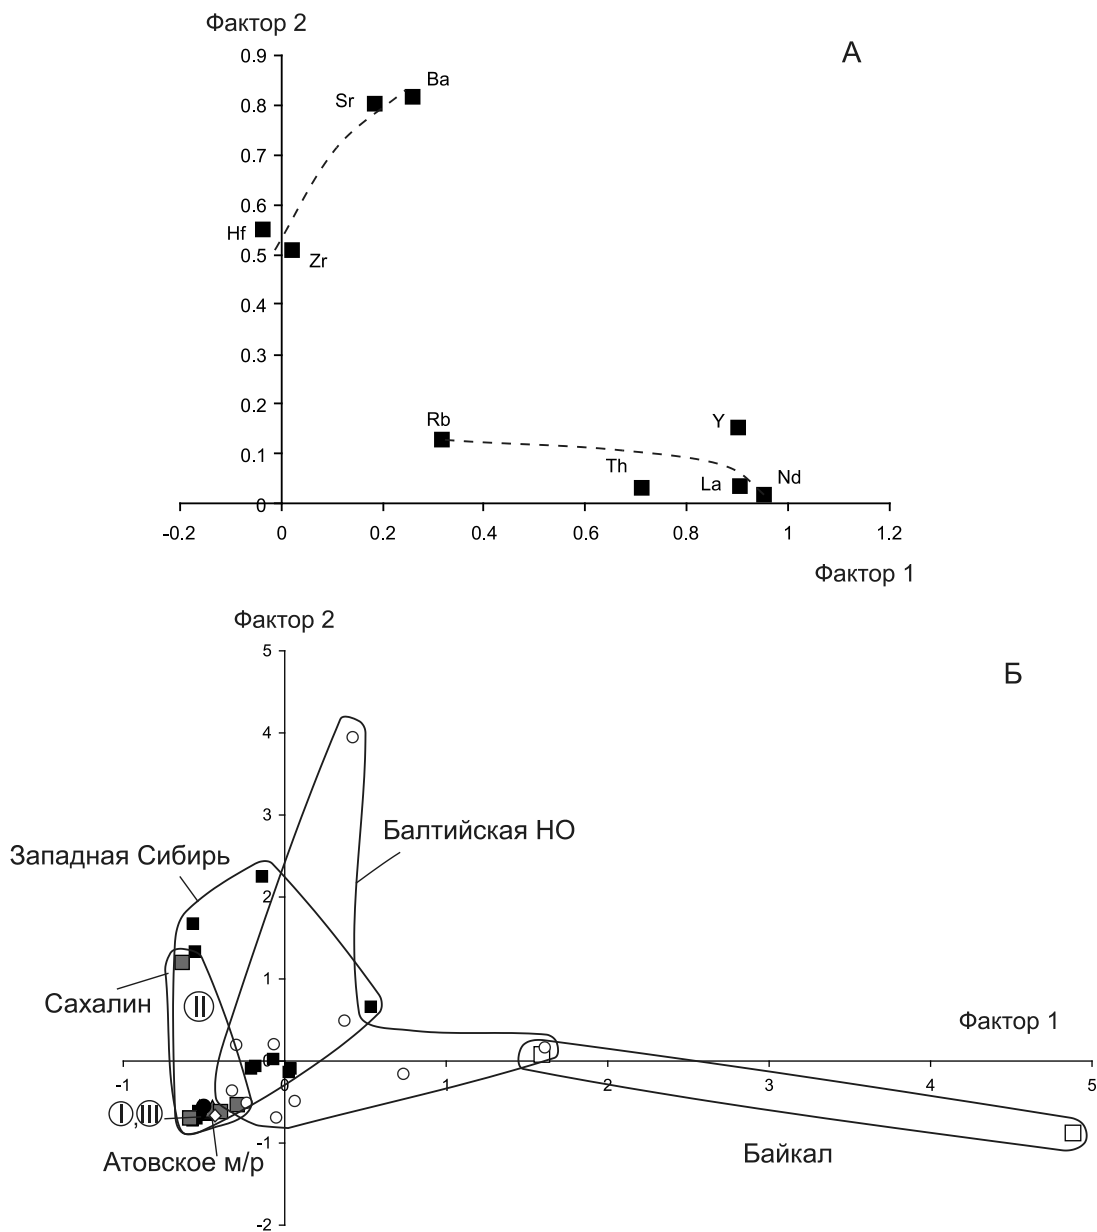 Фактор 2
А
0.9
Ba
Sr
0.8
0.7
0.6
Hf
0.5
Zr
0.4
0.3
0.2
Rb
Y
0.1
Th
La
Nd
0
-0.2 0 0.2 0.4 0.6 0.8 1 1.2
Фактор 1
Фактор 2
5
Б
4
3
Балтийская НО
Западная Сибирь
2
1
Сахалин
II
Фактор 1
-1 0 1 2 3 4 5
I, III
-1
Атовское м/р
Байкал
-2